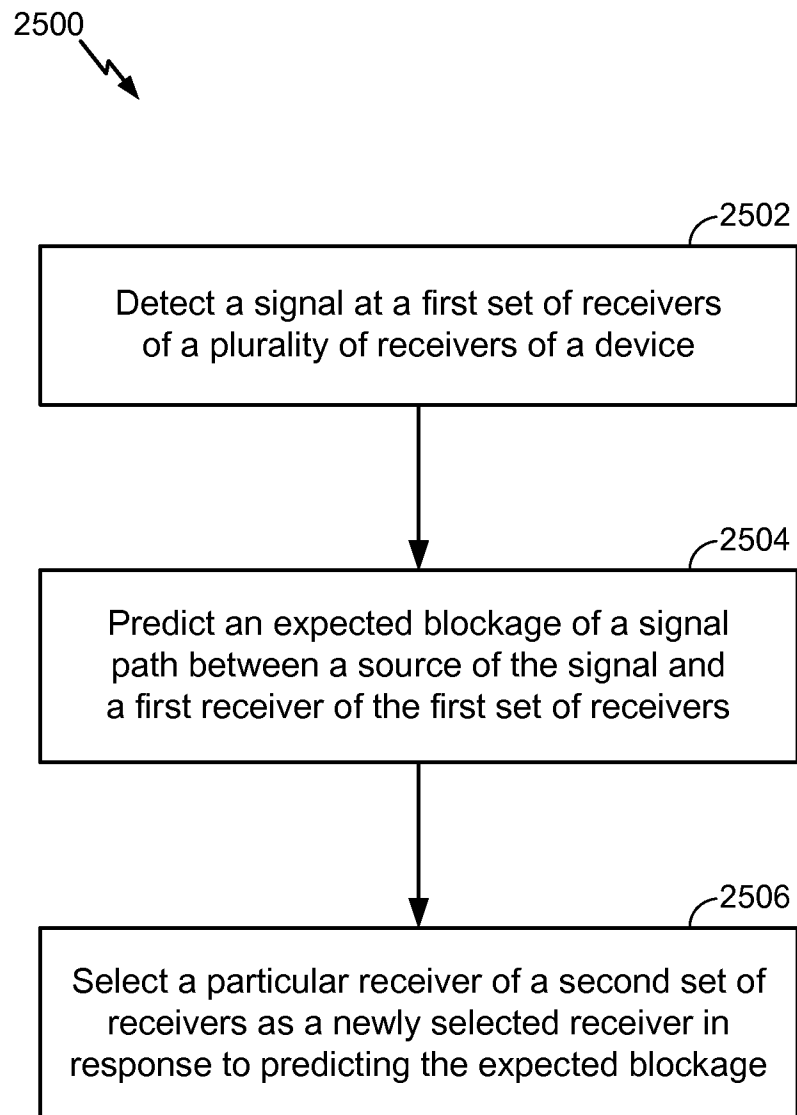 2500
2502
Detect a signal at a first set of receivers
of a plurality of receivers of a device
2504
Predict an expected blockage of a signal
path between a source of the signal and
a first receiver of the first set of receivers
2506
Select a particular receiver of a second set of
receivers as a newly selected receiver in
response to predicting the expected blockage